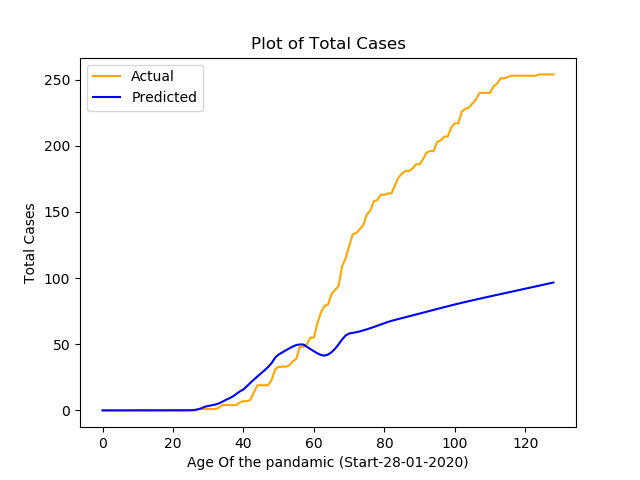 Plot of Total Cases
Actual
Predicted
Total Cases
250
200
150
100
50
0
0 20 40 60 80 100 120
Age Of the pandamic (Start-28-01-2020)